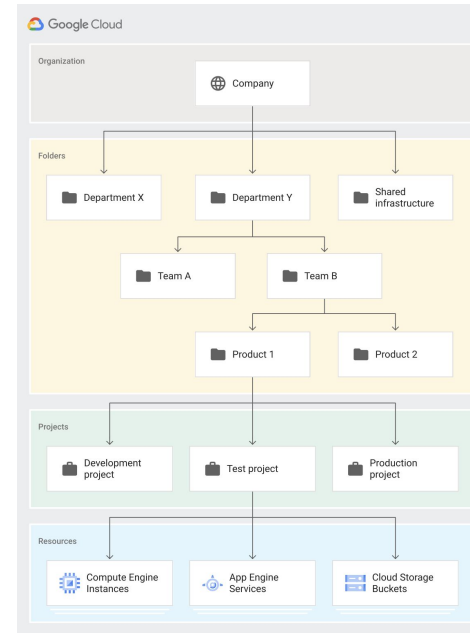 Google Cloud
Organization
Company
Folders
Department X
Department Y
Shared
infrastructure
Team A
Team B
Product 1
Product 2
Projects
Development
project
Test project
Production
project
Resources
Compute Engine
Instances
App Engine
Services
Cloud Storage
Buckets